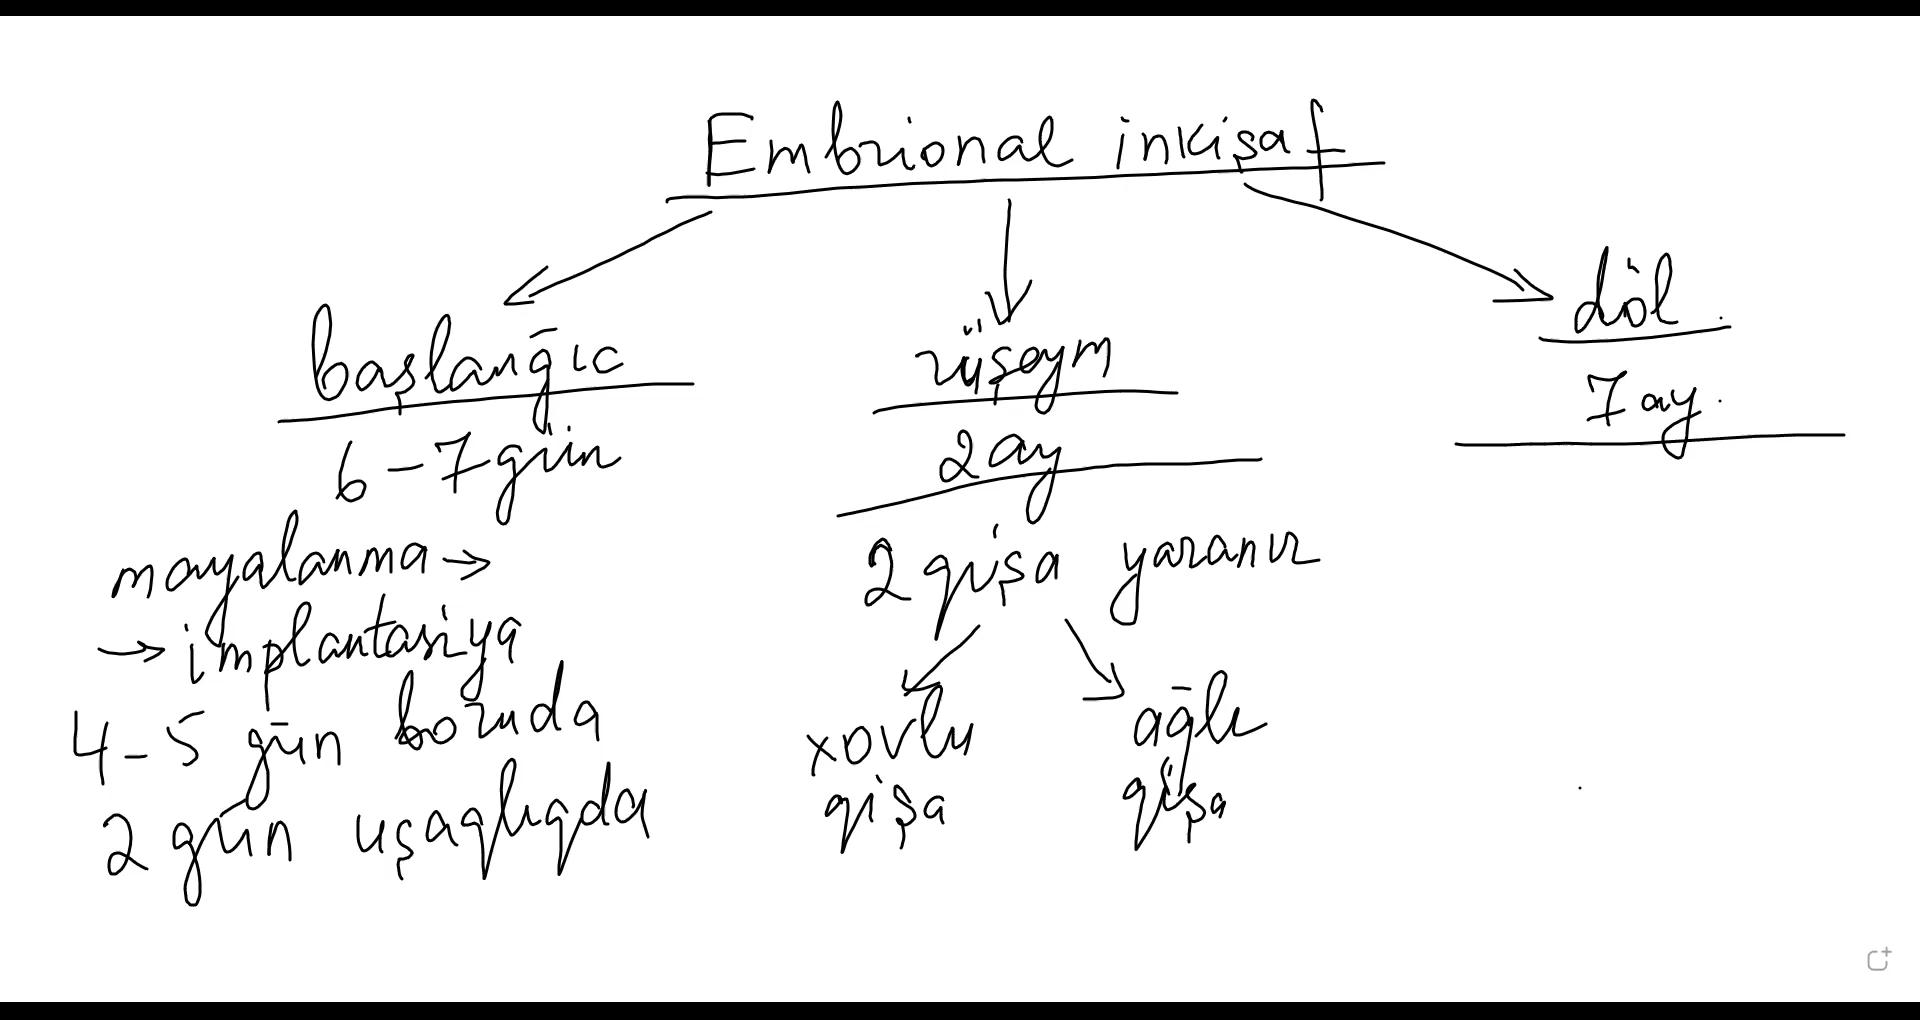 Embrional inkişaf
başlanğıc
6-7 gün
mayalanma →
→ implantasiya
4-5 gün boruda
2 gün uşaqlıqda
rüşeym
2 ay
2 qişa yaranır
xovlu
qişa
ağlı
qişa
döl
7 ay